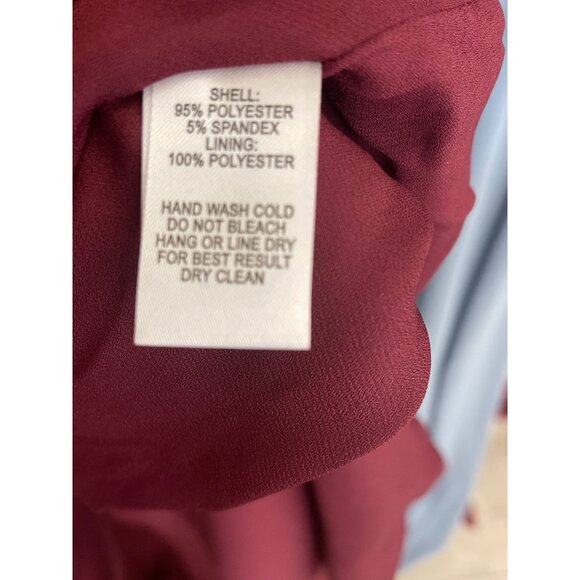 SHELL:
95% POLYESTER
5% SPANDEX
LINING:
100% POLYESTER
HAND WASH COLD
DO NOT BLEACH
HANG OR LINE DRY
FOR BEST RESULT
DRY CLEAN